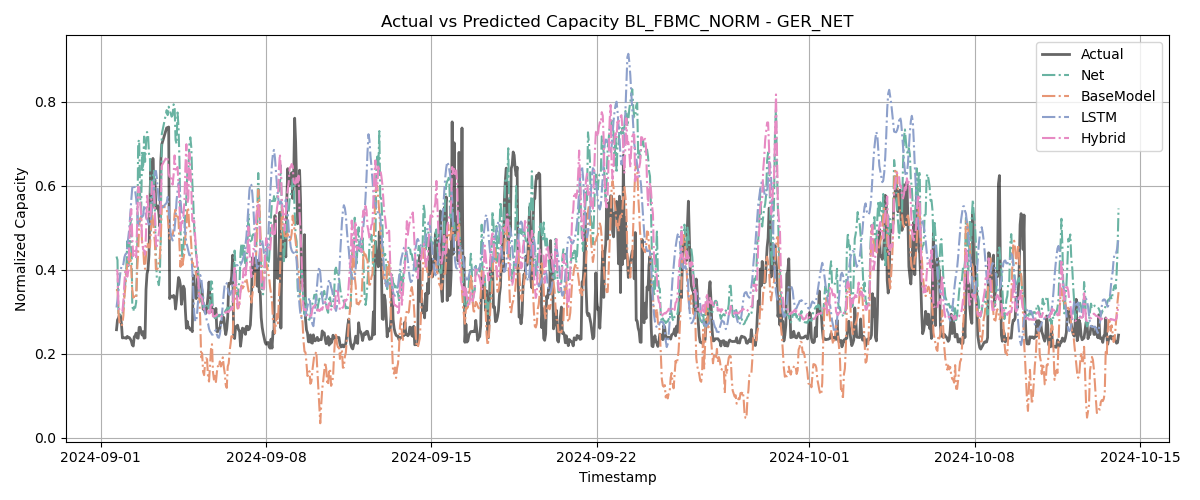 Actual vs Predicted Capacity BL_FBMC_NORM - GER_NET
Actual
Net
BaseModel
LSTM
Hybrid
Normalized Capacity
0.8
0.6
0.4
0.2
0.0
2024-09-01 2024-09-08 2024-09-15 2024-09-22 2024-10-01 2024-10-08 2024-10-15
Timestamp